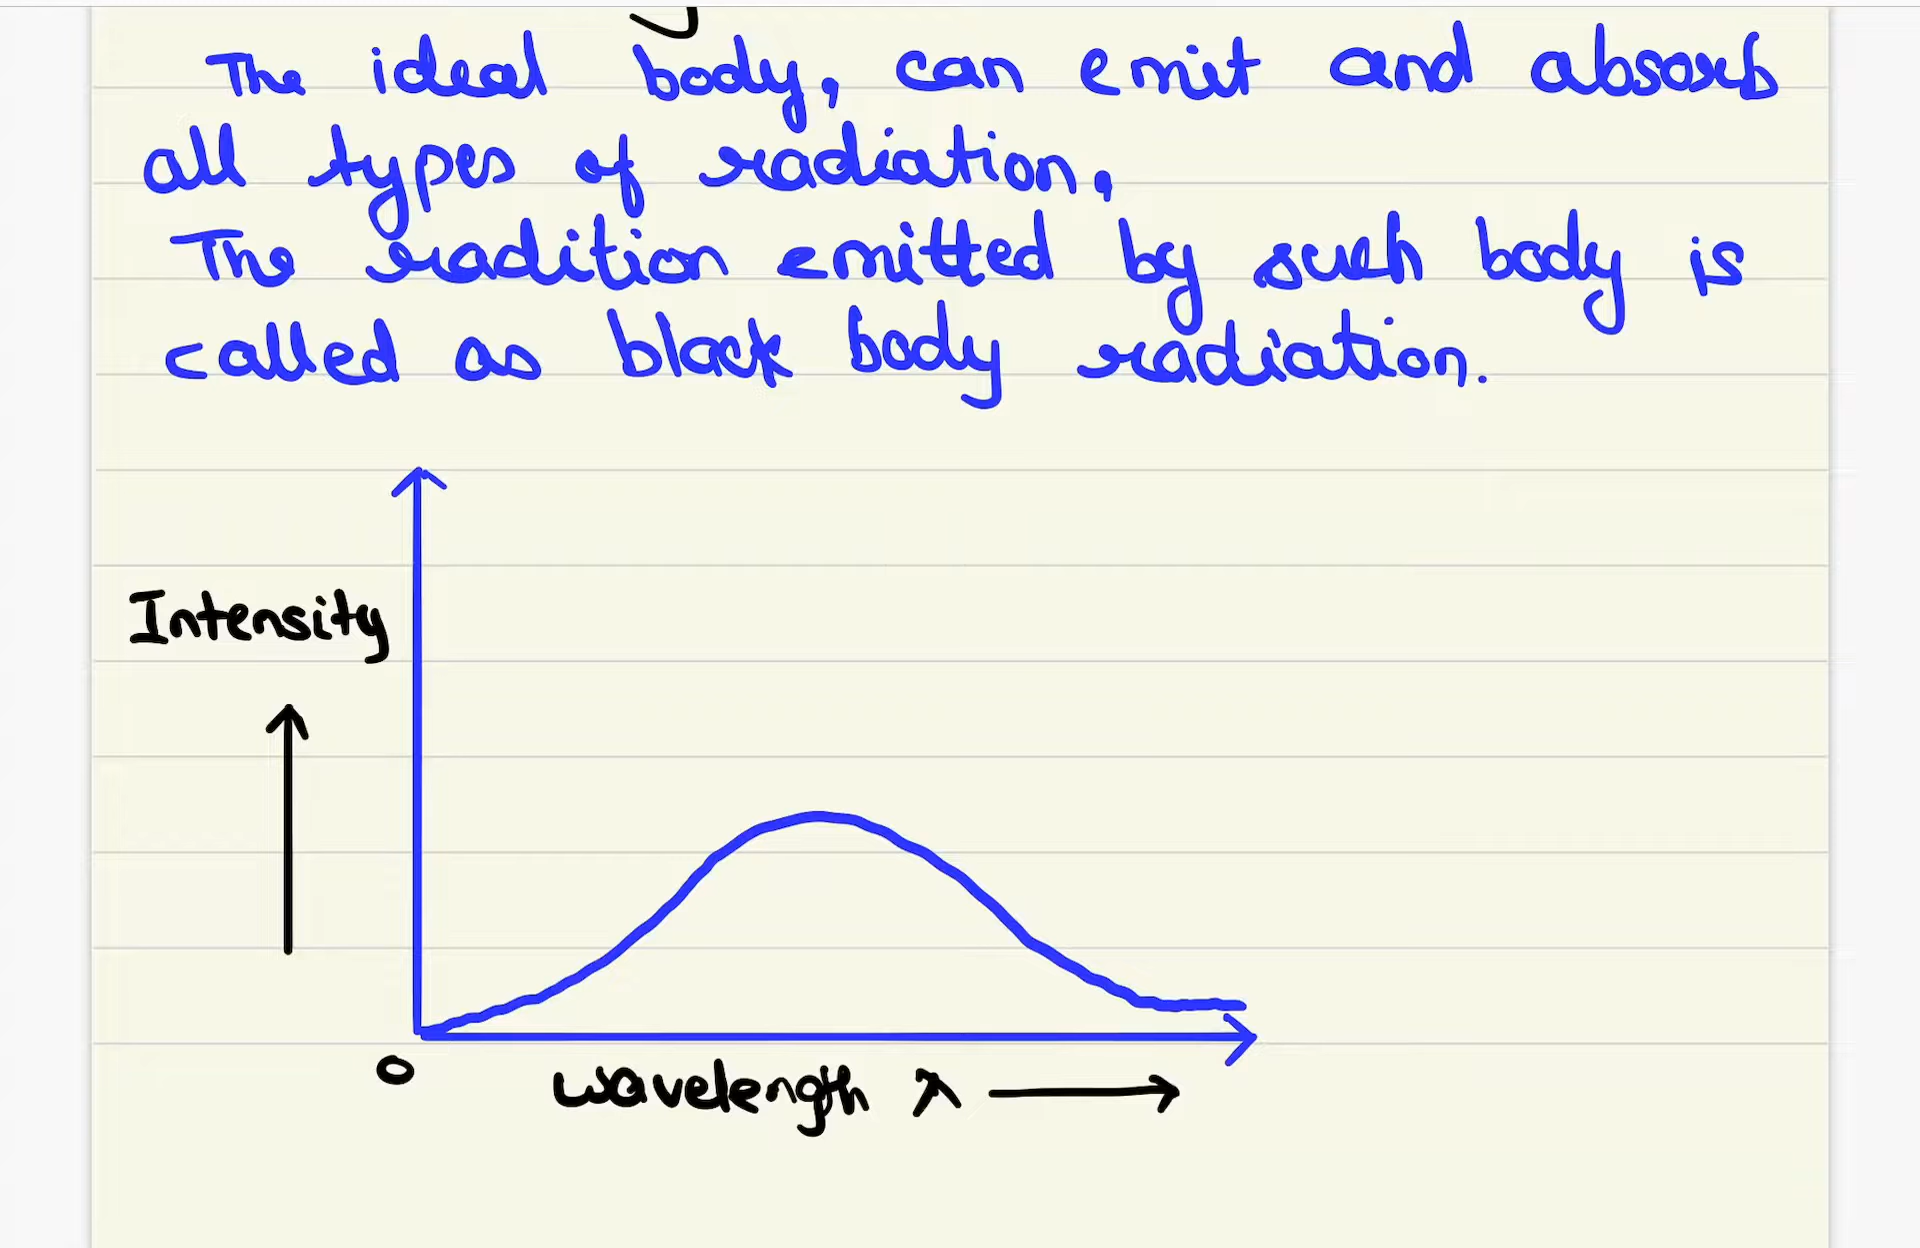 The ideal body, can emit and absorb
all types of radiation,
The radition emitted by such body is
called as black body radiation.
Intensity
0
wavelength λ